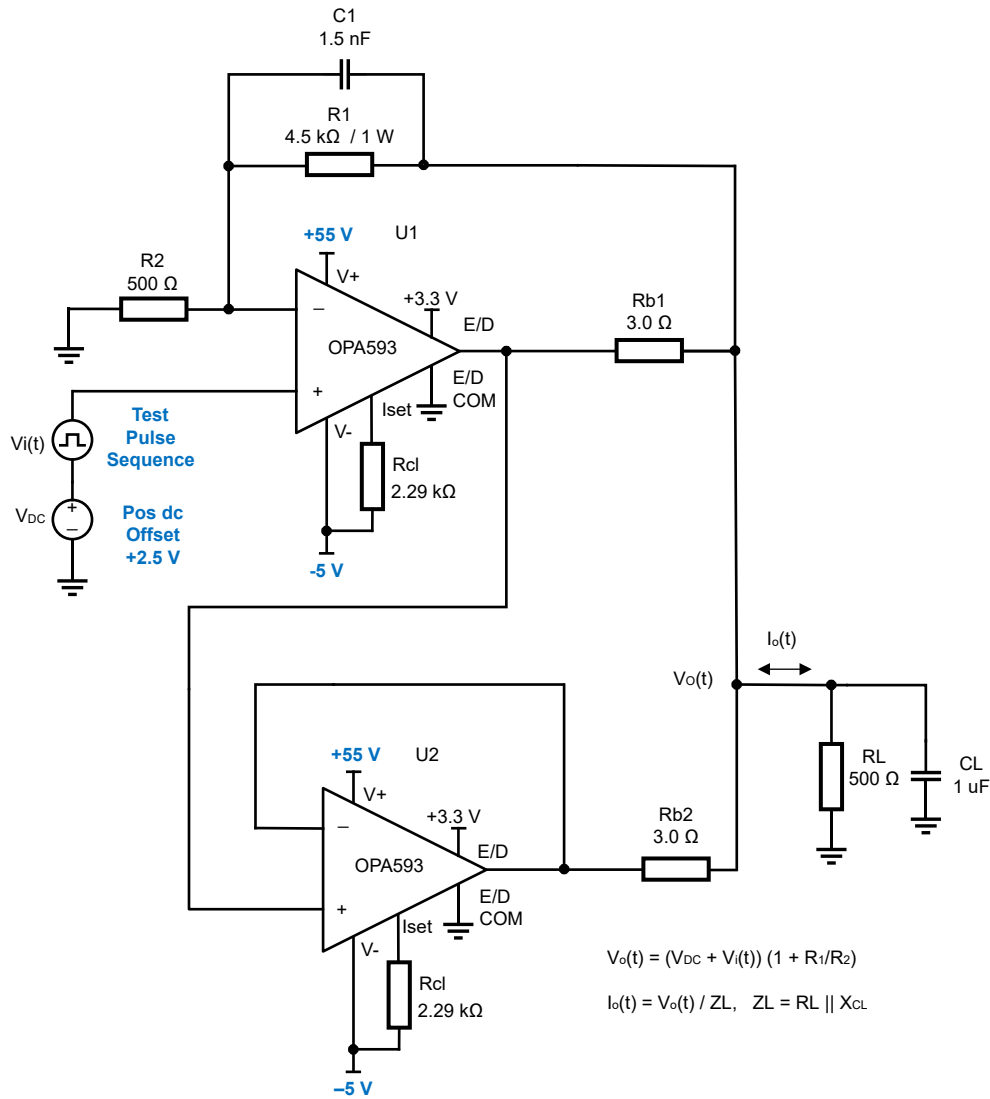 C1
1.5 nF
R1
4.5 kΩ / 1 W
+55 V
U1
R2
500 Ω
V+
+3.3 V
E/D
Rb1
3.0 Ω
−
OPA593
+
E/D
COM
Iset
V-
Vi(t)
Test
Pulse
Sequence
Rcl
2.29 kΩ
VDC
+
−
Pos dc
Offset
+2.5 V
-5 V
Io(t)
VO(t)
+55 V
U2
V+
+3.3 V
E/D
Rb2
3.0 Ω
RL
500 Ω
CL
1 uF
−
OPA593
+
E/D
COM
Iset
V-
Rcl
2.29 kΩ
–5 V
Vo(t) = (VDC + Vi(t)) (1 + R1/R2)
Io(t) = Vo(t) / ZL, ZL = RL || XCL